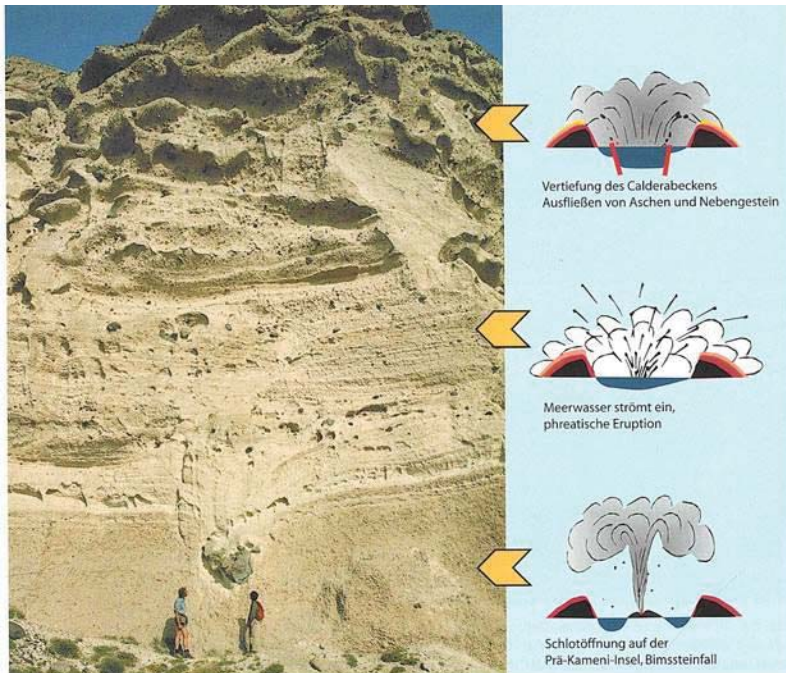 Vertiefung des Calderabeckens
Ausfließen von Aschen und Nebengestein
Meerwasser strömt ein,
phreatische Eruption
Schlotöffnung auf der
Prä-Kameni-Insel, Bimssteinfall